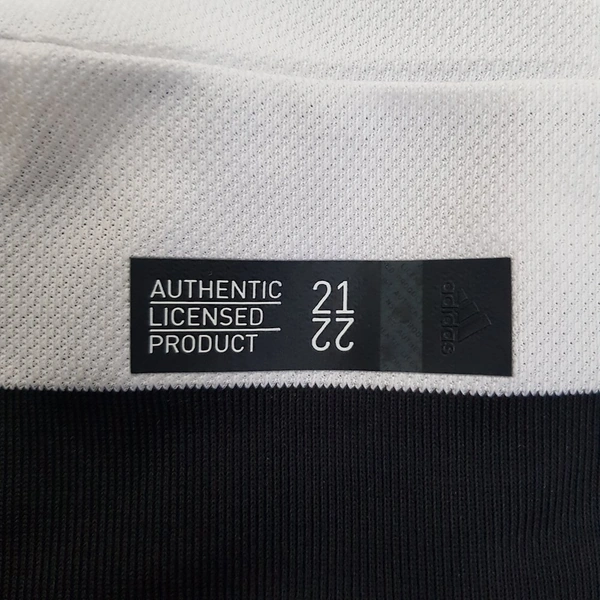 AUTHENTIC
LICENSED
PRODUCT
21
22
adidas